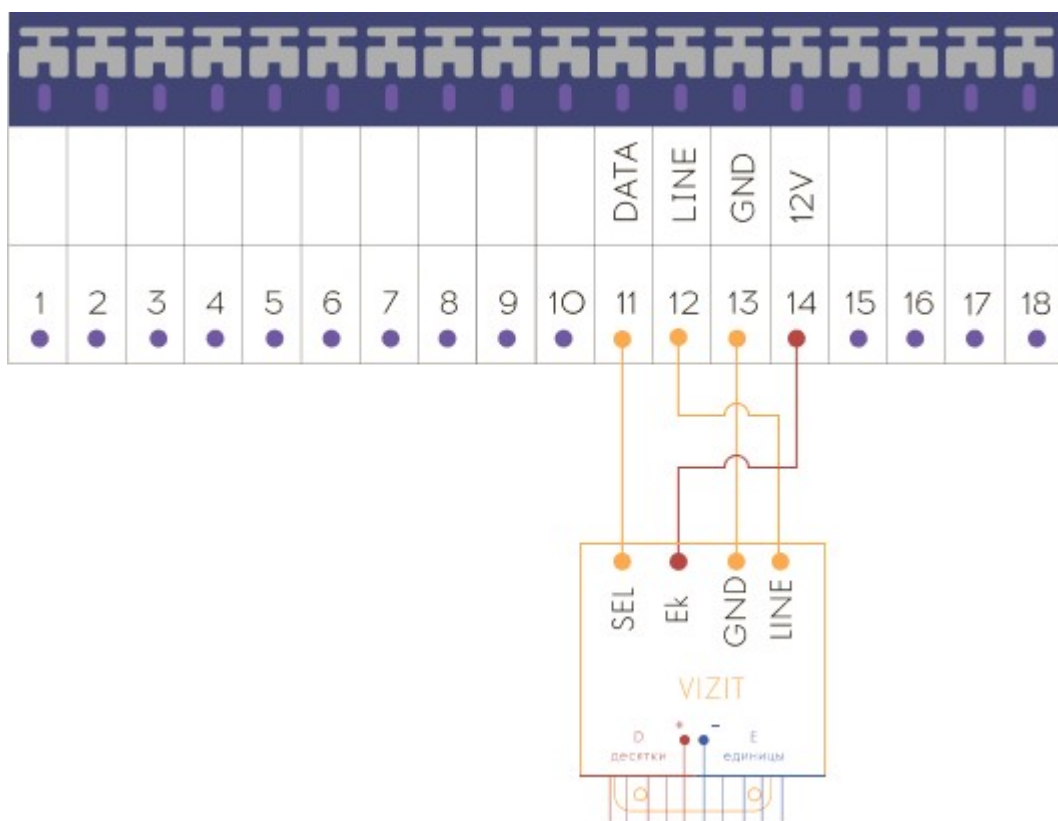 DATA LINE GND 12V
1 2 3 4 5 6 7 8 9 10 11 12 13 14 15 16 17 18
SEL Ek GND LINE
VIZIT
+ −
D E
десятки единицы